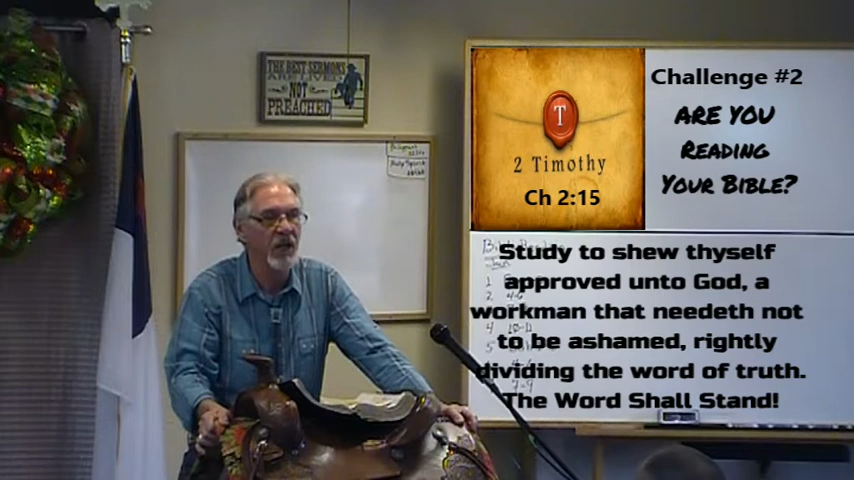 THE BEST SERMONS
ARE LIVED
NOT
PREACHED
T
2 Timothy
Ch 2:15
Challenge #2
ARE YOU
READING
YOUR BIBLE?
Study to shew thyself
approved unto God, a
workman that needeth not
to be ashamed, rightly
dividing the word of truth.
The Word Shall Stand!